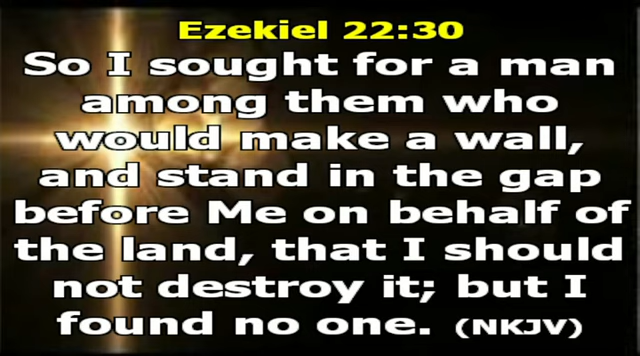 Ezekiel 22:30
So I sought for a man
among them who
would make a wall,
and stand in the gap
before Me on behalf of
the land, that I should
not destroy it; but I
found no one. (NKJV)